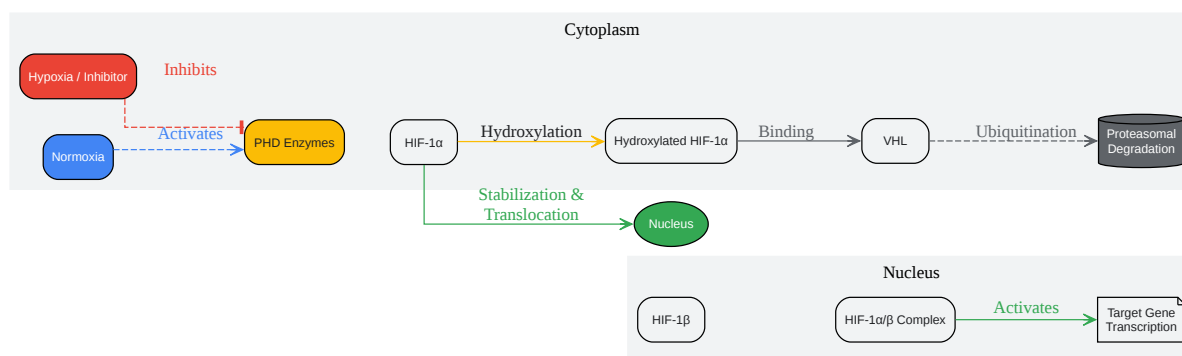 Cytoplasm
Hypoxia / Inhibitor
Inhibits
Activates
Normoxia
PHD Enzymes
HIF-1α
Hydroxylation
Hydroxylated HIF-1α
Binding
VHL
Ubiquitination
Proteasomal
Degradation
Stabilization &
Translocation
Nucleus
Nucleus
HIF-1β
HIF-1α/β Complex
Activates
Target Gene
Transcription